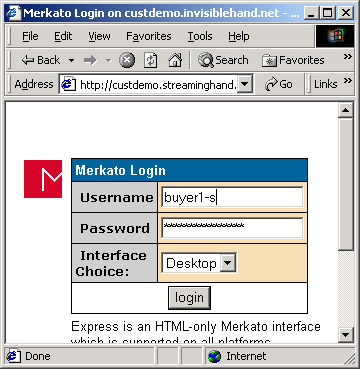 Merkato Login on custdemo.invisiblehand.net - ...
File Edit View Favorites Tools Help »
Back » Search Favorites »
Address http://custdemo.streaminghand. Go Links »
M
Merkato Login
Username buyer1-s
Password ****************
Interface Choice: Desktop
login
Express is an HTML-only Merkato interface
which is supported on all platforms
Done Internet